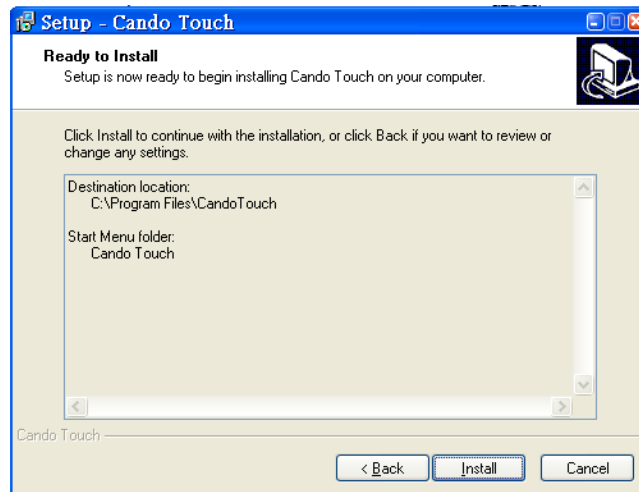 Setup - Cando Touch
Ready to Install
Setup is now ready to begin installing Cando Touch on your computer.
Click Install to continue with the installation, or click Back if you want to review or
change any settings.
Destination location:
C:\Program Files\CandoTouch
Start Menu folder:
Cando Touch
Cando Touch
< Back
Install
Cancel